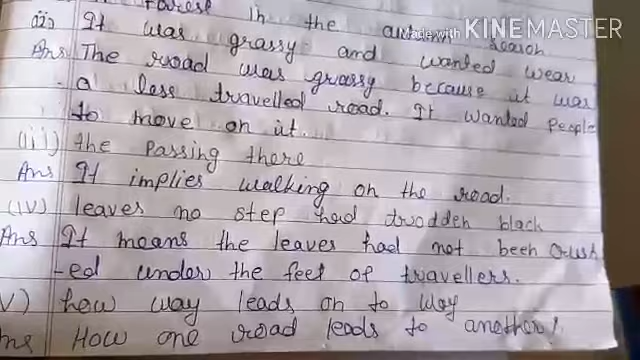 Forest in the autumn season
(ii) It was grassy and wanted wear
Ans The road was grassy because it was
a less travelled road. It wanted people
to move on it.
(iii) the passing there
Ans It implies walking on the road.
(iv) leaves no step had trodden black
Ans It means the leaves had not been crush
-ed under the feet of travellers.
v) how way leads on to way
Ans How one road leads to another!
Made with KINEMASTER